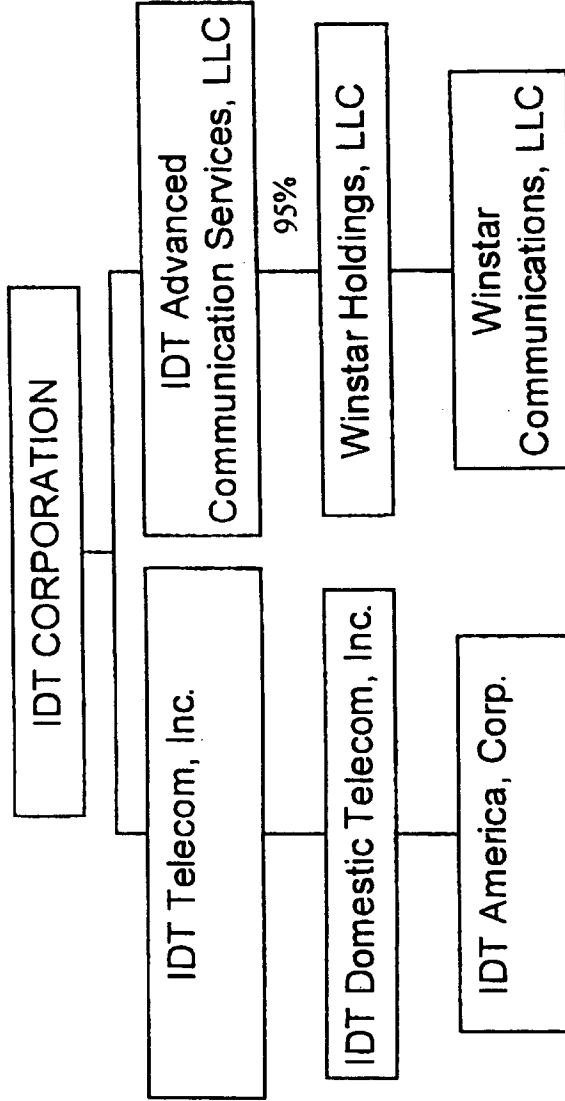 IDT CORPORATION
IDT Telecom, Inc.
IDT Advanced
Communication Services, LLC
95%
IDT Domestic Telecom, Inc.
Winstar Holdings, LLC
IDT America, Corp.
Winstar
Communications, LLC